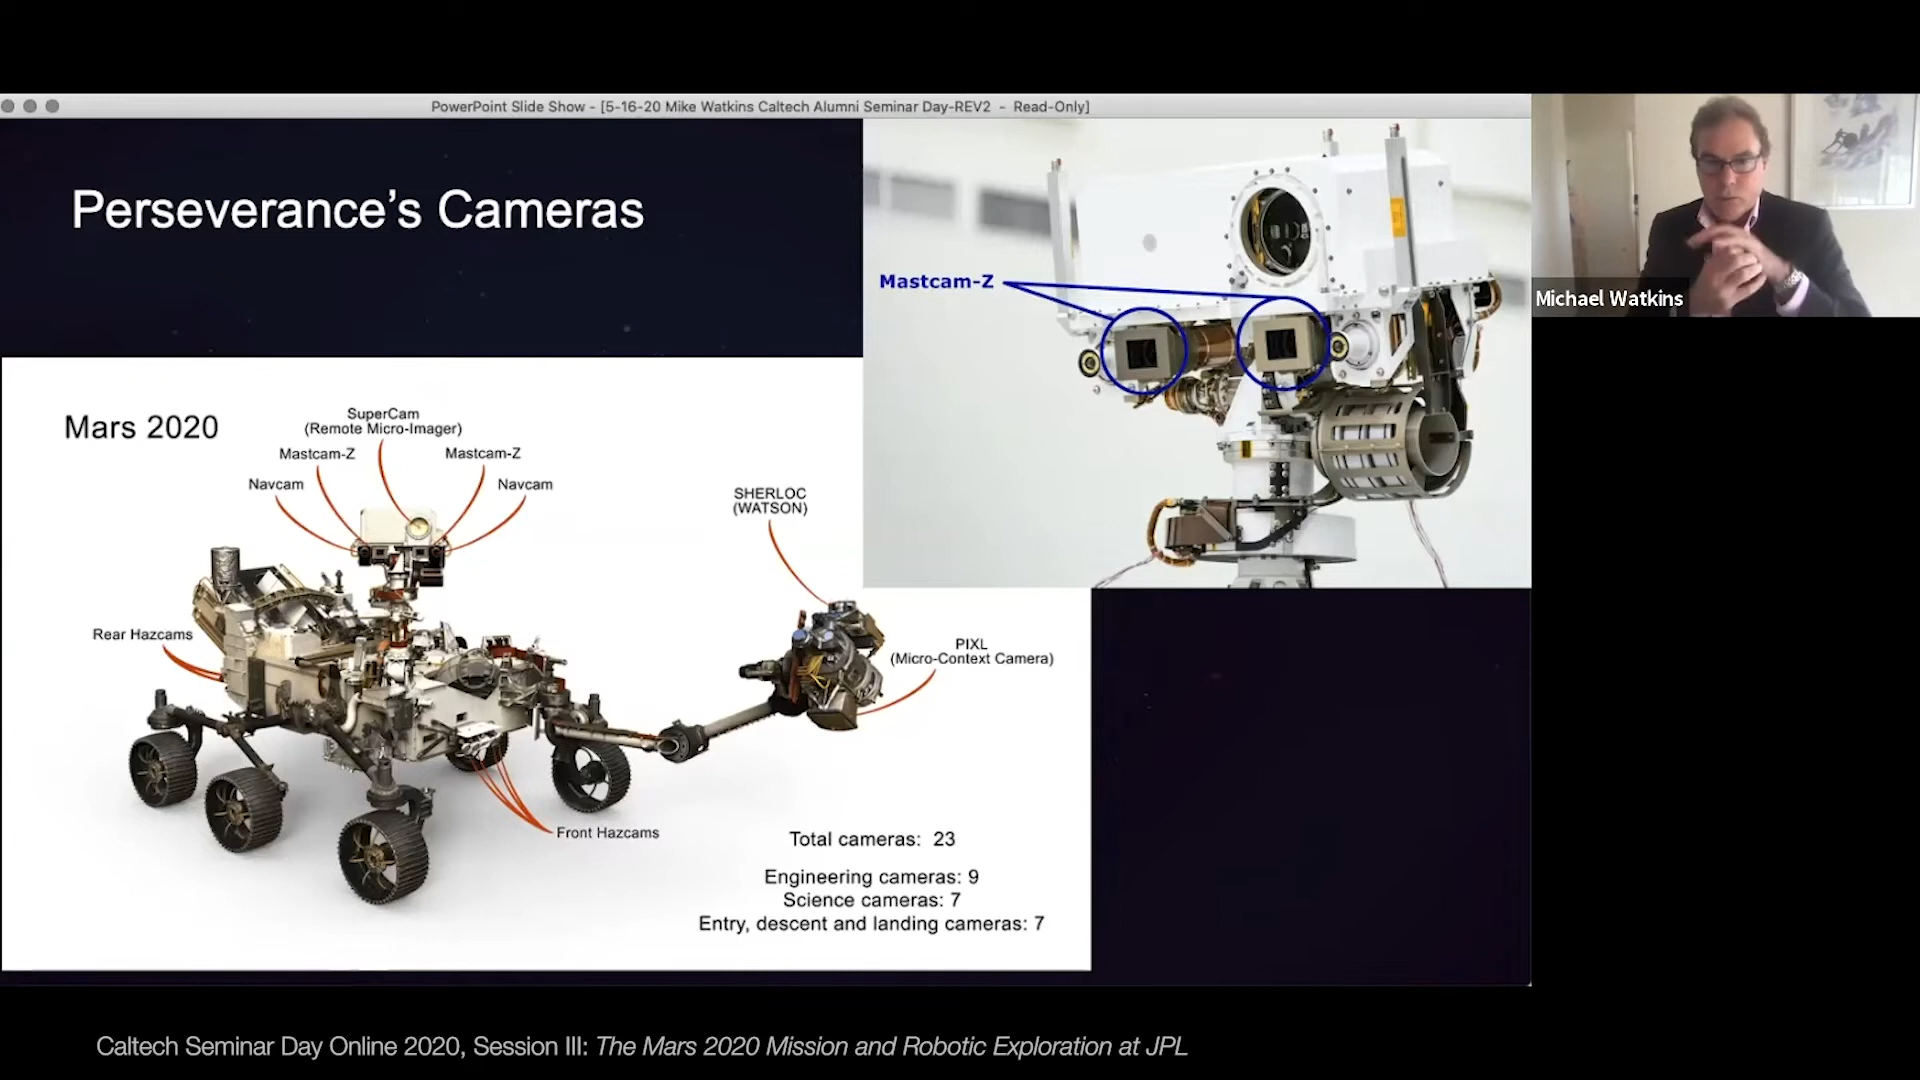 PowerPoint Slide Show - [5-16-20 Mike Watkins Caltech Alumni Seminar Day-REV2 - Read-Only]
Perseverance's Cameras
Mastcam-Z
Michael Watkins
Mars 2020
SuperCam
(Remote Micro-Imager)
Mastcam-Z
Mastcam-Z
Navcam
Navcam
SHERLOC
(WATSON)
Rear Hazcams
PIXL
(Micro-Context Camera)
Front Hazcams
Total cameras: 23
Engineering cameras: 9
Science cameras: 7
Entry, descent and landing cameras: 7
Caltech Seminar Day Online 2020, Session III: The Mars 2020 Mission and Robotic Exploration at JPL